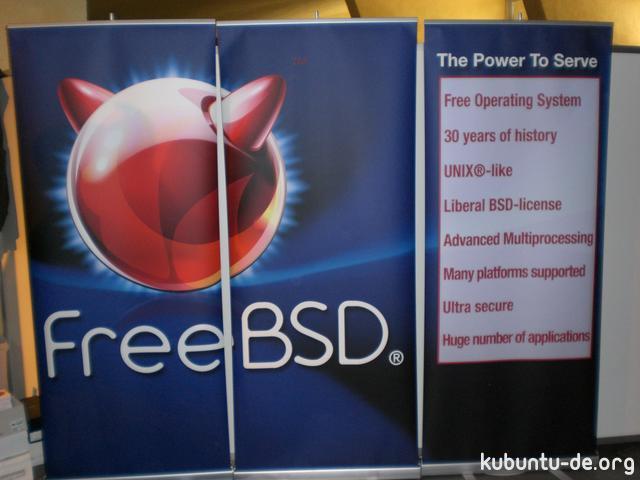 FreeBSD®
The Power To Serve
Free Operating System
30 years of history
UNIX®-like
Liberal BSD-license
Advanced Multiprocessing
Many platforms supported
Ultra secure
Huge number of applications
kubuntu-de.org